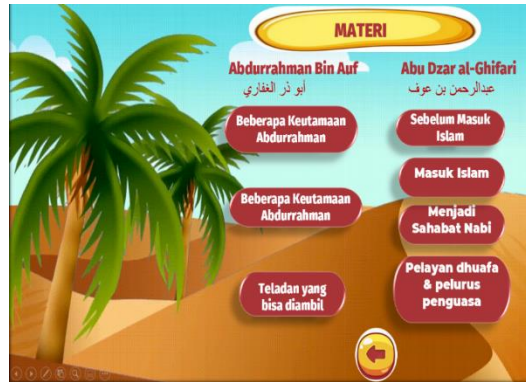 MATERI
Abdurrahman Bin Auf
أبو ذر الغفاري
Beberapa Keutamaan
Abdurrahman
Beberapa Keutamaan
Abdurrahman
Teladan yang
bisa diambil
Abu Dzar al-Ghifari
عبدالرحمن بن عوف
Sebelum Masuk
Islam
Masuk Islam
Menjadi
Sahabat Nabi
Pelayan dhuafa
& pelurus
penguasa